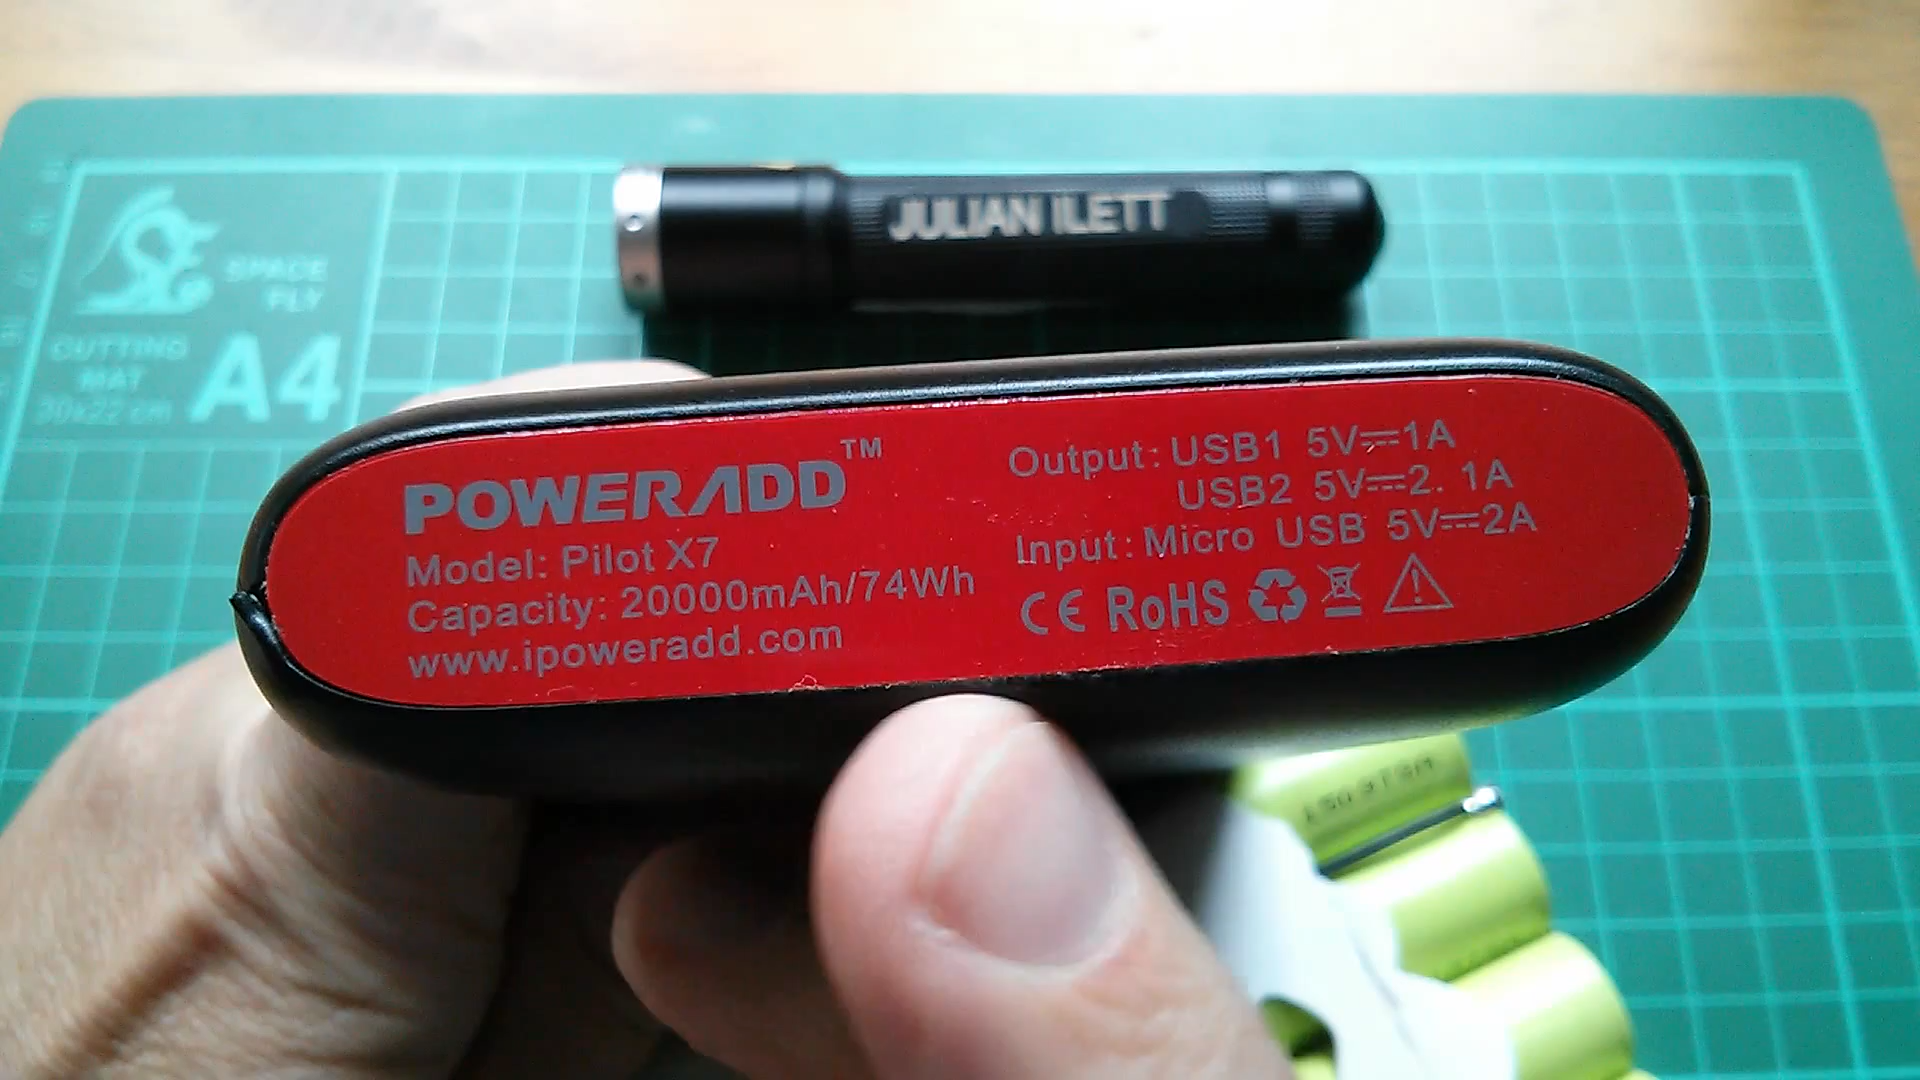 SPACE
FLY
CUTTING
MAT
30x22cm
A4
JULIAN ILETT
POWERADD™
Model: Pilot X7
Capacity: 20000mAh/74Wh
www.ipoweradd.com
Output: USB1 5V⎓1A
USB2 5V⎓2. 1A
Input: Micro USB 5V⎓2A
CE RoHS